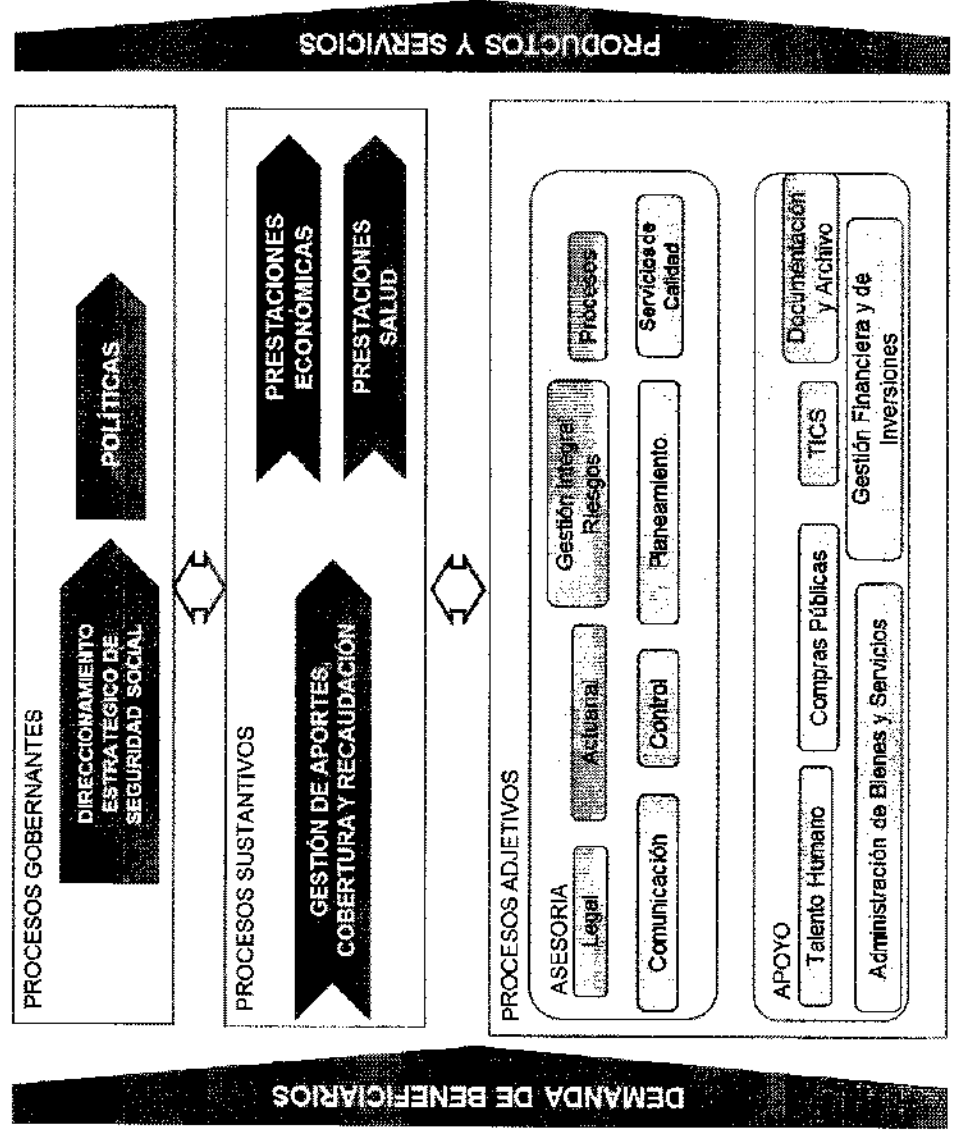 DEMANDA DE BENEFICIARIOS
PROCESOS GOBERNANTES
DIRECCIONAMIENTO
ESTRATEGICO DE
SEGURIDAD SOCIAL
POLÍTICAS
PROCESOS SUSTANTIVOS
GESTIÓN DE APORTES,
COBERTURA Y RECAUDACIÓN
PRESTACIONES
ECONÓMICAS
PRESTACIONES
SALUD
PROCESOS ADJETIVOS
ASESORIA
Legal
Actuarial
Gestión Integral
Riesgos
Procesos
Comunicación
Control
Planeamiento
Servicios de
Calidad
APOYO
Talento Humano
Compras Públicas
TICS
Documentación
y Archivo
Administración de Bienes y Servicios
Gestión Financiera y de
Inversiones
PRODUCTOS Y SERVICIOS